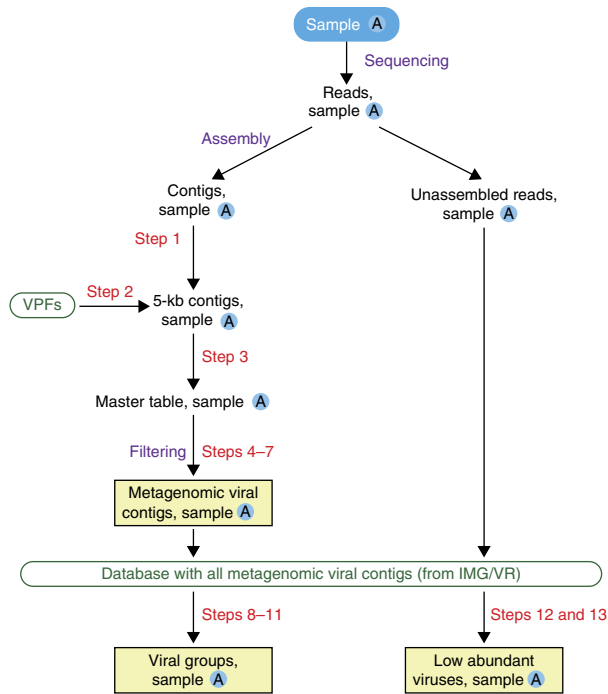 Sample A
Sequencing
Reads,
sample A
Assembly
Contigs,
sample A
Unassembled reads,
sample A
Step 1
VPFs
Step 2
5-kb contigs,
sample A
Step 3
Master table, sample A
Filtering
Steps 4–7
Metagenomic viral
contigs, sample A
Database with all metagenomic viral contigs (from IMG/VR)
Steps 8–11
Steps 12 and 13
Viral groups,
sample A
Low abundant
viruses, sample A